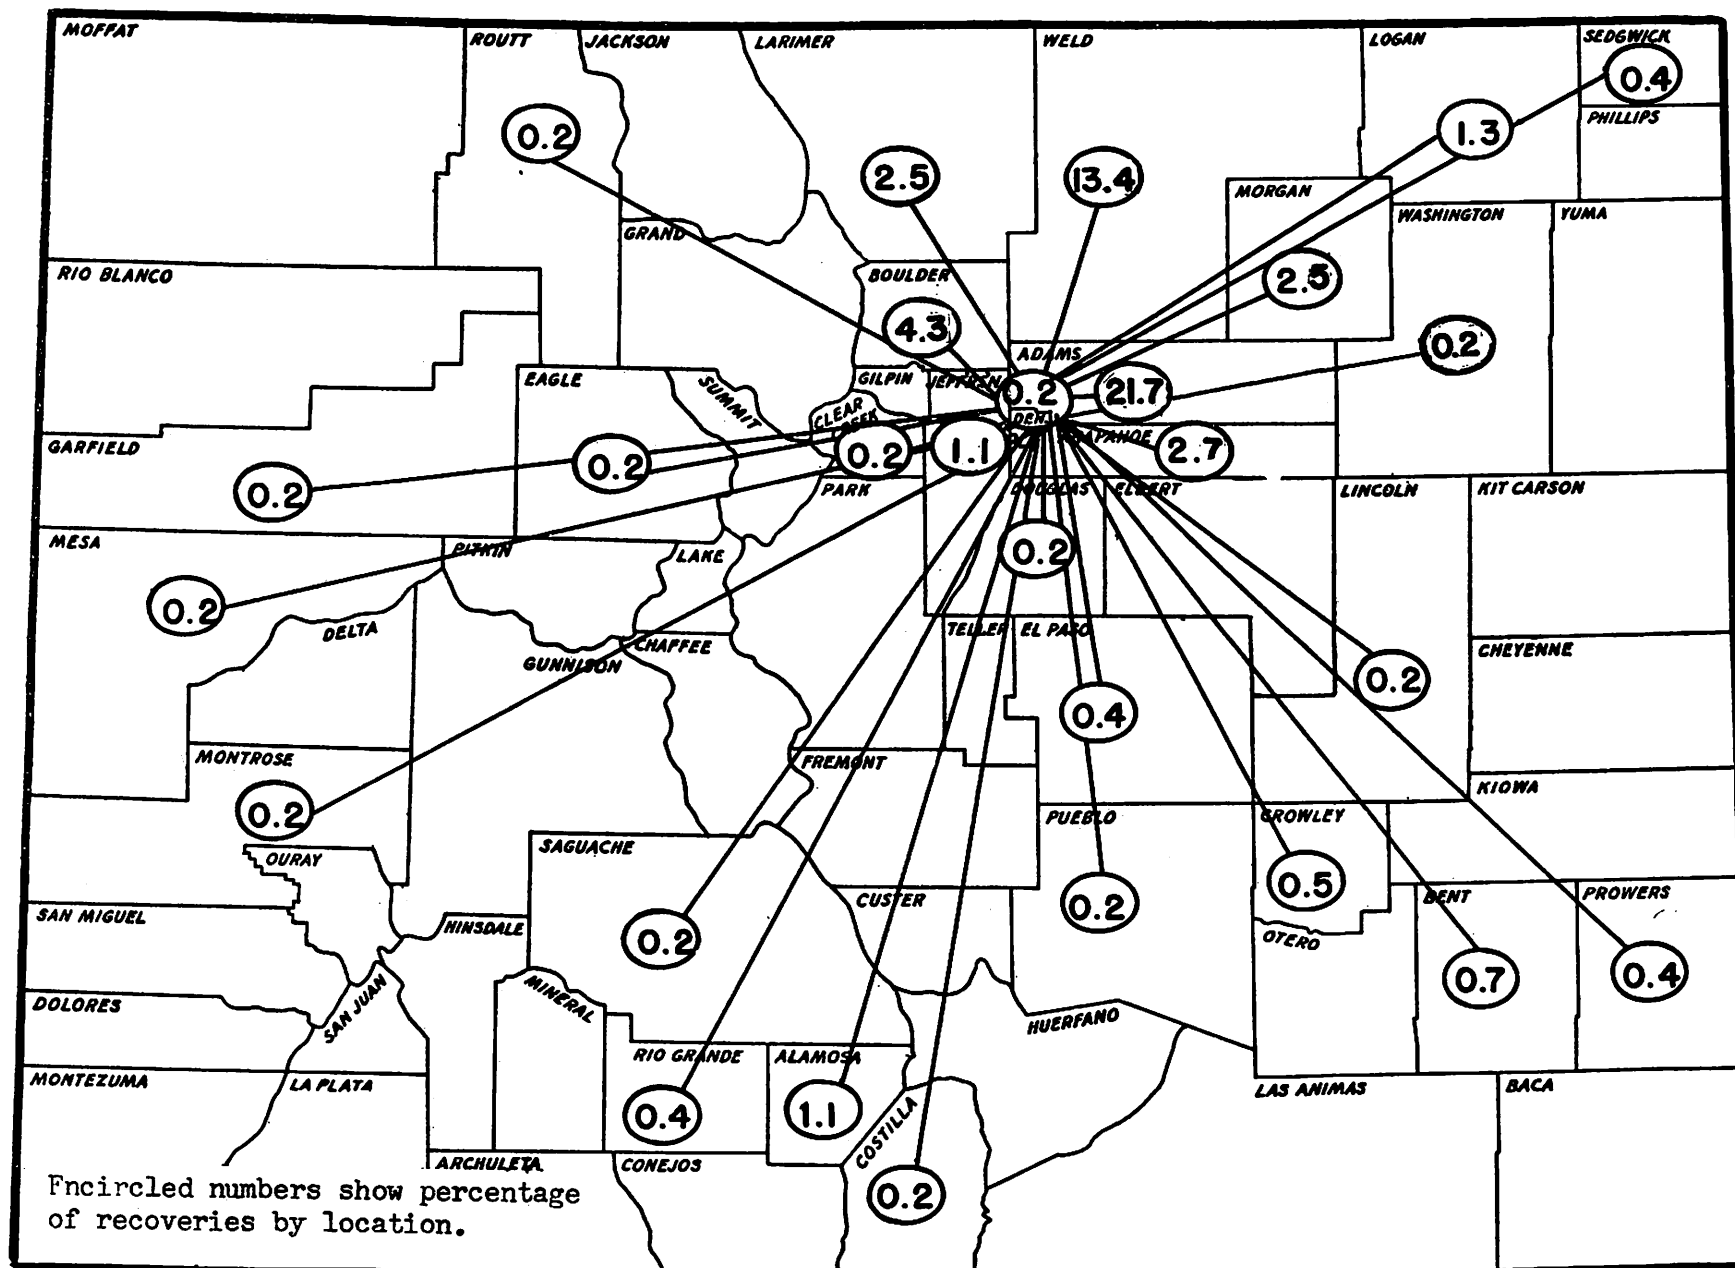 MOFFAT
ROUTT
JACKSON
LARIMER
WELD
LOGAN
SEDGWICK
0.4
PHILLIPS
0.2
2.5
13.4
1.3
MORGAN
WASHINGTON
YUMA
GRAND
RIO BLANCO
BOULDER
2.5
4.3
0.2
ADAMS
EAGLE
SUMMIT
GILPIN
0.2
21.7
CLEAR
DEN.
GARFIELD
0.2
0.2
0.2
1.1
2.7
PARK
DOUGLAS
ELBERT
LINCOLN
KIT CARSON
MESA
PITKIN
LAKE
0.2
0.2
DELTA
TELLER
EL PASO
GUNNISON
CHAFFEE
CHEYENNE
0.2
0.4
MONTROSE
FREMONT
KIOWA
0.2
PUEBLO
CROWLEY
OURAY
SAGUACHE
0.5
SAN MIGUEL
HINSDALE
CUSTER
0.2
BENT
PROWERS
0.2
OTERO
0.7
0.4
DOLORES
SAN JUAN
MINERAL
HUERFANO
RIO GRANDE
ALAMOSA
MONTEZUMA
LA PLATA
LAS ANIMAS
BACA
0.4
1.1
COSTILLA
ARCHULETA
CONEJOS
0.2
Fncircled numbers show percentage
of recoveries by location.